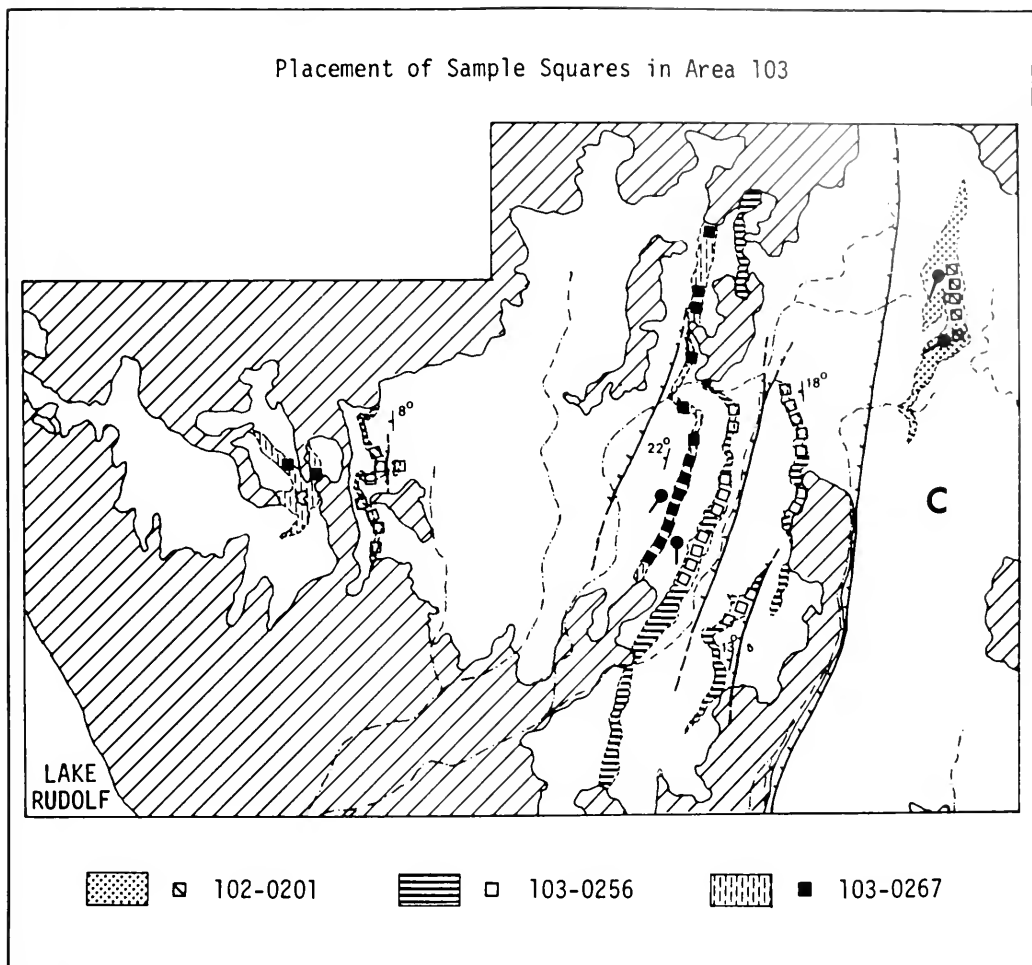 Placement of Sample Squares in Area 103
8°
18°
22°
C
13°
LAKE
RUDOLF
102-0201
103-0256
103-0267